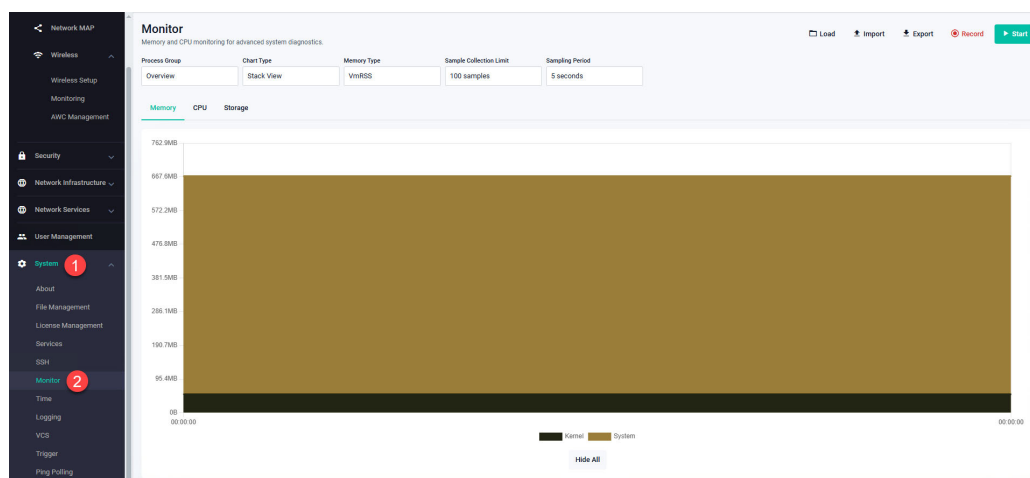 Network MAP
Wireless
Wireless Setup
Monitoring
AWC Management
Security
Network Infrastructure
Network Services
User Management
System 1
About
File Management
License Management
Services
SSH
Monitor 2
Time
Logging
VCS
Trigger
Ping Polling
Monitor
Memory and CPU monitoring for advanced system diagnostics.
Load Import Export Record Start
Process Group Chart Type Memory Type Sample Collection Limit Sampling Period
Overview Stack View VmRSS 100 samples 5 seconds
Memory CPU Storage
762.9MB
667.6MB
572.2MB
476.8MB
381.5MB
286.1MB
190.7MB
95.4MB
0B
00:00:00 00:00:00
Kernel System
Hide All